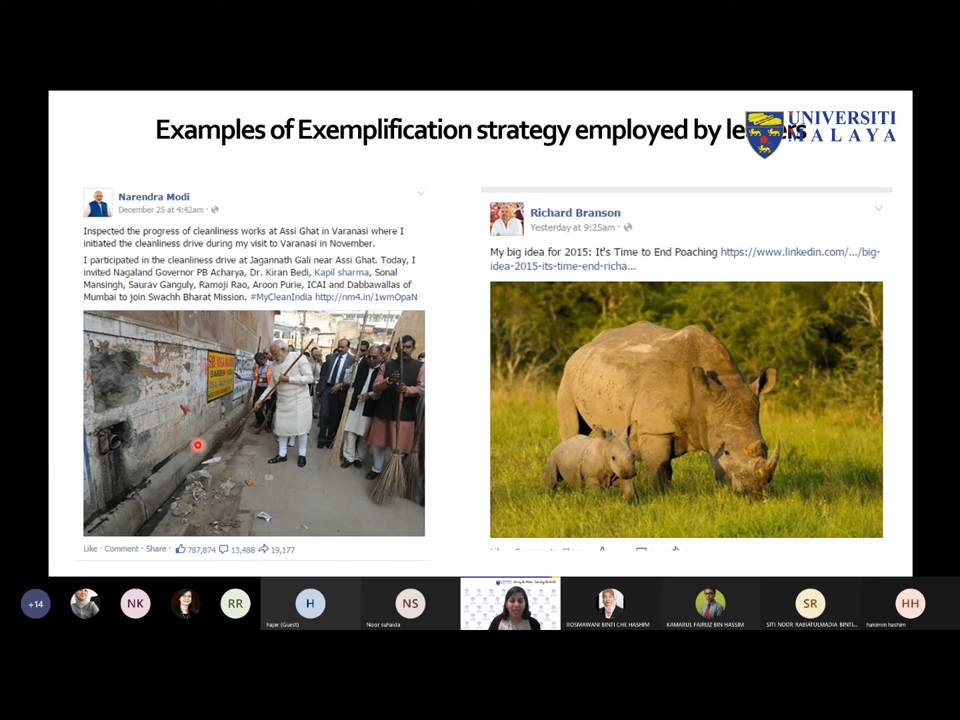 Examples of Exemplification strategy employed by
UNIVERSITI
MALAYA
Narendra Modi
December 25 at 4:42am ·
Inspected the progress of cleanliness works at Assi Ghat in Varanasi where I
initiated the cleanliness drive during my visit to Varanasi in November.
I participated in the cleanliness drive at Jagannath Gali near Assi Ghat. Today, I
invited Nagaland Governor PB Acharya, Dr. Kiran Bedi, Kapil sharma, Sonal
Mansingh, Saurav Ganguly, Ramoji Rao, Aroon Purie, ICAI and Dabbawallas of
Mumbai to join Swachh Bharat Mission. #MyCleanIndia http://nm4.in/1wmOpaN
Like · Comment · Share · 787,874 13,488 19,177
Richard Branson
Yesterday at 9:25am ·
My big idea for 2015: It's Time to End Poaching https://www.linkedin.com/.../big-
idea-2015-its-time-end-richa...
+14
NK
RR
H
hajar (Guest)
NS
Noor suhaida
ROSMAWANI BINTI CHE HASHIM
KAMARUL FAIRUZ BIN HASSIM
SR
SITI NOOR RABIATULMADIA BINTI...
HH
hakimin hashim